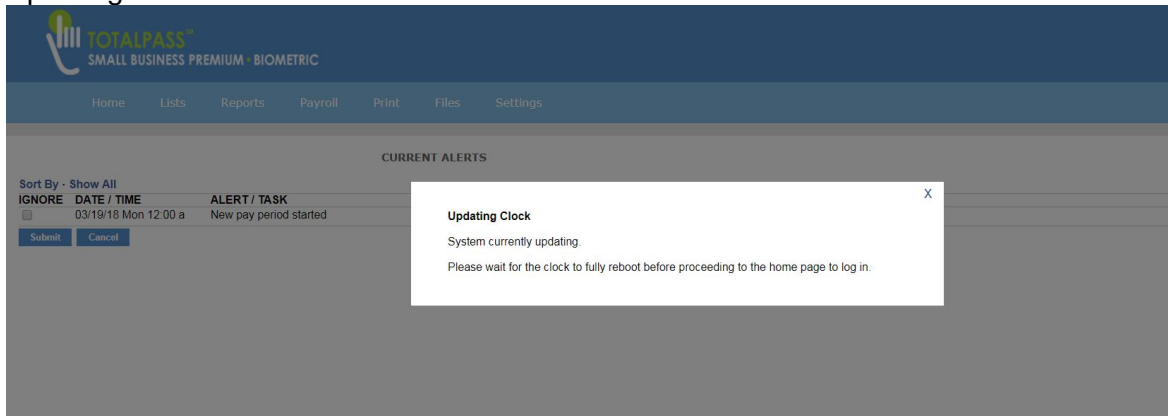 TOTALPASS℠
SMALL BUSINESS PREMIUM • BIOMETRIC
Home Lists Reports Payroll Print Files Settings
CURRENT ALERTS
Sort By - Show All
IGNORE DATE / TIME ALERT / TASK
03/19/18 Mon 12:00 a New pay period started
Submit Cancel
X
Updating Clock
System currently updating.
Please wait for the clock to fully reboot before proceeding to the home page to log in.